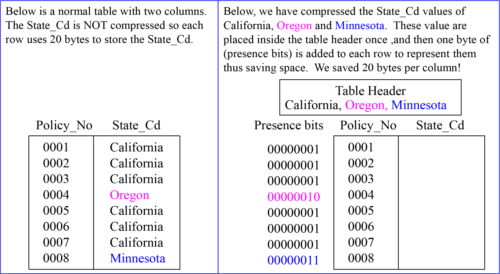 Below is a normal table with two columns.
The State_Cd is NOT compressed so each
row uses 20 bytes to store the State_Cd.
Policy_No State_Cd
0001 California
0002 California
0003 California
0004 Oregon
0005 California
0006 California
0007 California
0008 Minnesota
Below, we have compressed the State_Cd values of
California, Oregon and Minnesota. These value are
placed inside the table header once ,and then one byte of
(presence bits) is added to each row to represent them
thus saving space. We saved 20 bytes per column!
Table Header
California, Oregon, Minnesota
Presence bits Policy_No State_Cd
00000001 0001
00000001 0002
00000001 0003
00000010 0004
00000001 0005
00000001 0006
00000001 0007
00000011 0008